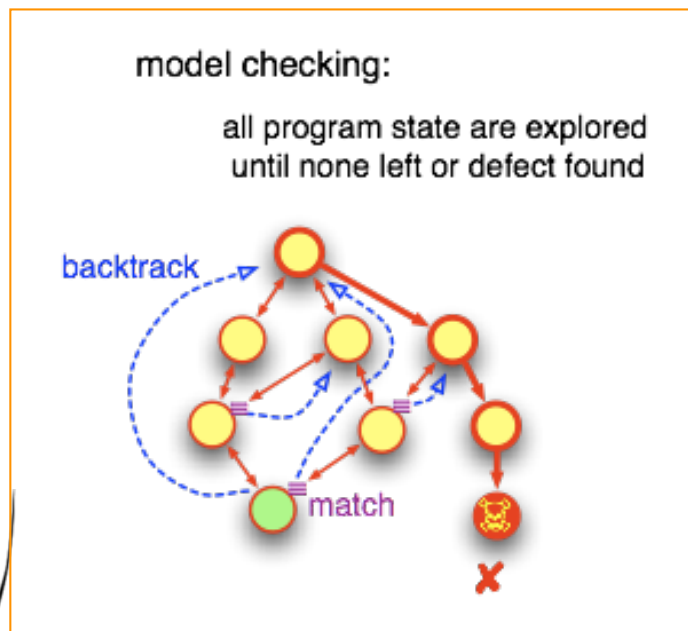 model checking:
all program state are explored
until none left or defect found
backtrack
match